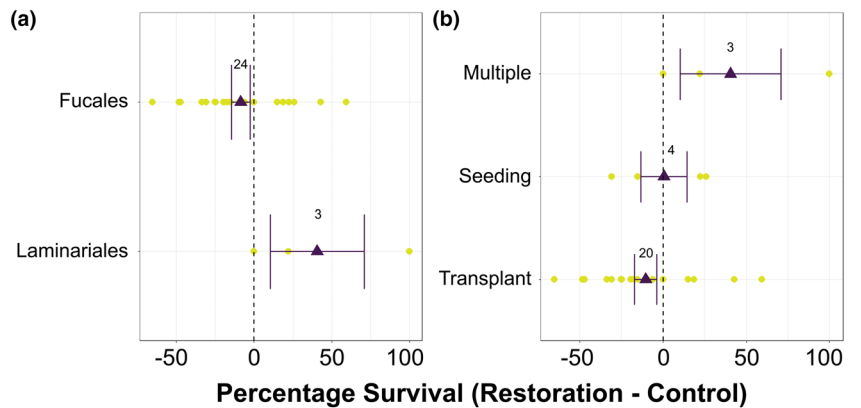 (a)
24
Fucales
3
Laminariales
-50 0 50 100
(b)
3
Multiple
4
Seeding
20
Transplant
-50 0 50 100
Percentage Survival (Restoration - Control)